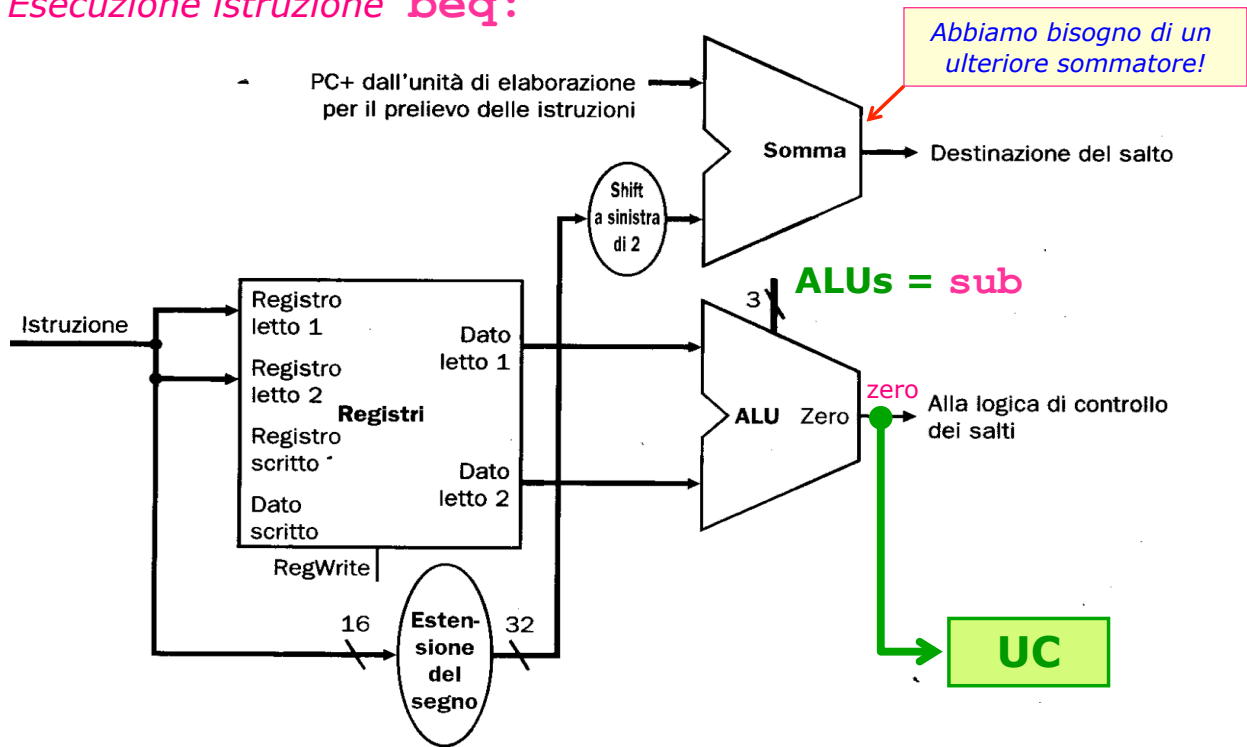 Esecuzione istruzione beq:
Abbiamo bisogno di un
ulteriore sommatore!
PC+ dall'unità di elaborazione
per il prelievo delle istruzioni
Somma
Destinazione del salto
Shift
a sinistra
di 2
ALUs = sub
3
Istruzione
Registro
letto 1
Registro
letto 2
Registri
Registro
scritto
Dato
scritto
Dato
letto 1
Dato
letto 2
RegWrite
ALU
Zero
zero
Alla logica di controllo
dei salti
16
Esten-
sione
del
segno
32
UC